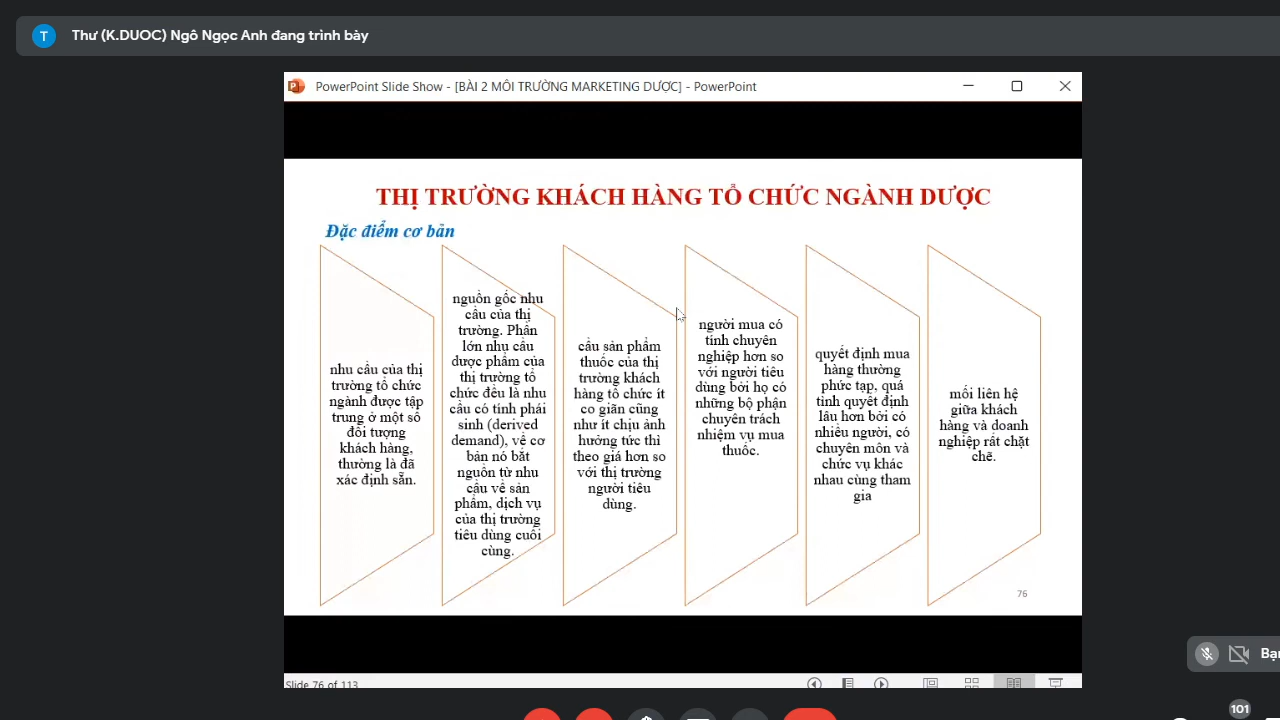 T
Thư (K.DUOC) Ngô Ngọc Anh đang trình bày
PowerPoint Slide Show - [BÀI 2 MÔI TRƯỜNG MARKETING DƯỢC] - PowerPoint
THỊ TRƯỜNG KHÁCH HÀNG TỔ CHỨC NGÀNH DƯỢC
Đặc điểm cơ bản
nhu cầu của thị
trường tổ chức
ngành được tập
trung ở một số
đối tượng
khách hàng,
thường là đã
xác định sẵn.
nguồn gốc nhu
cầu của thị
trường. Phần
lớn nhu cầu
dược phẩm của
thị trường tổ
chức đều là nhu
cầu có tính phái
sinh (derived
demand), về cơ
bản nó bắt
nguồn từ nhu
cầu về sản
phẩm, dịch vụ
của thị trường
tiêu dùng cuối
cùng.
cầu sản phẩm
thuốc của thị
trường khách
hàng tổ chức ít
co giãn cũng
như ít chịu ảnh
hưởng tức thì
theo giá hơn so
với thị trường
người tiêu
dùng.
người mua có
tính chuyên
nghiệp hơn so
với người tiêu
dùng bởi họ có
những bộ phận
chuyên trách
nhiệm vụ mua
thuốc.
quyết định mua
hàng thường
phức tạp, quá
tình quyết định
lâu hơn bởi có
nhiều người, có
chuyên môn và
chức vụ khác
nhau cùng tham
gia
mối liên hệ
giữa khách
hàng và doanh
nghiệp rất chặt
chẽ.
76
Slide 76 of 113
Bạn
101